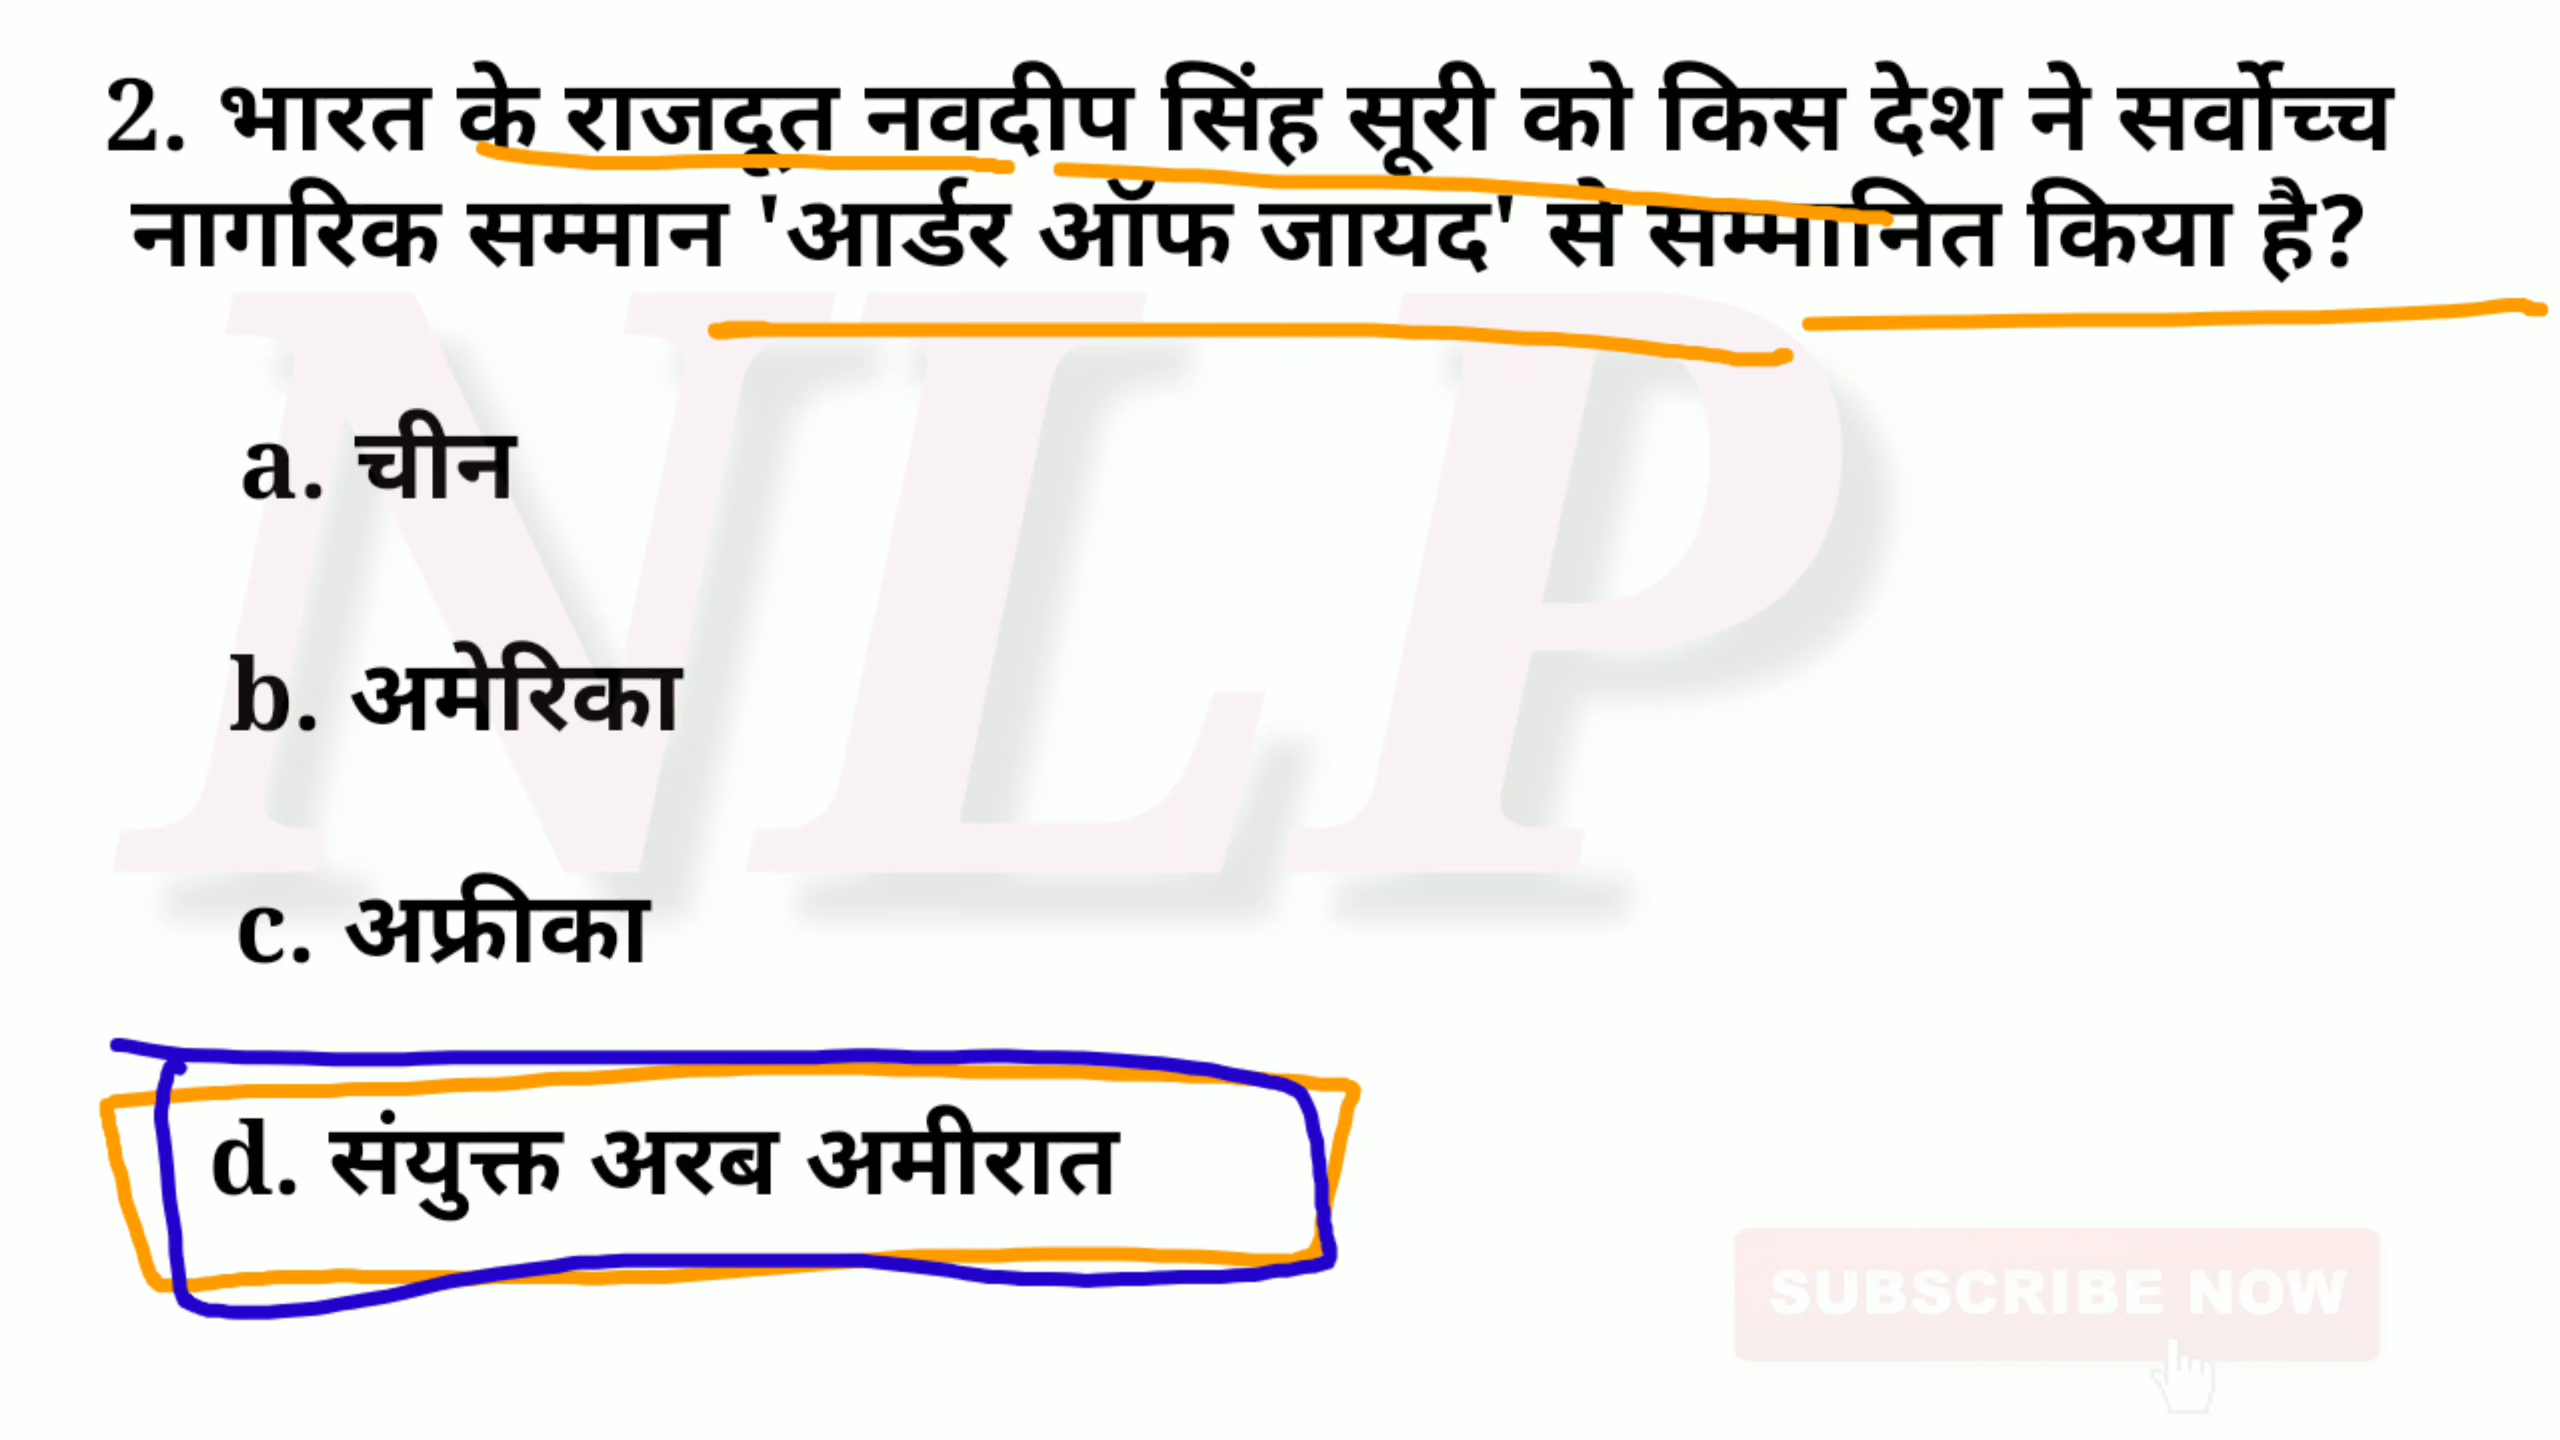 2. भारत के राजदूत नवदीप सिंह सूरी को किस देश ने सर्वोच्च
नागरिक सम्मान 'आर्डर ऑफ जायद' से सम्मानित किया है?
NLP
a. चीन
b. अमेरिका
c. अफ्रीका
d. संयुक्त अरब अमीरात
SUBSCRIBE NOW